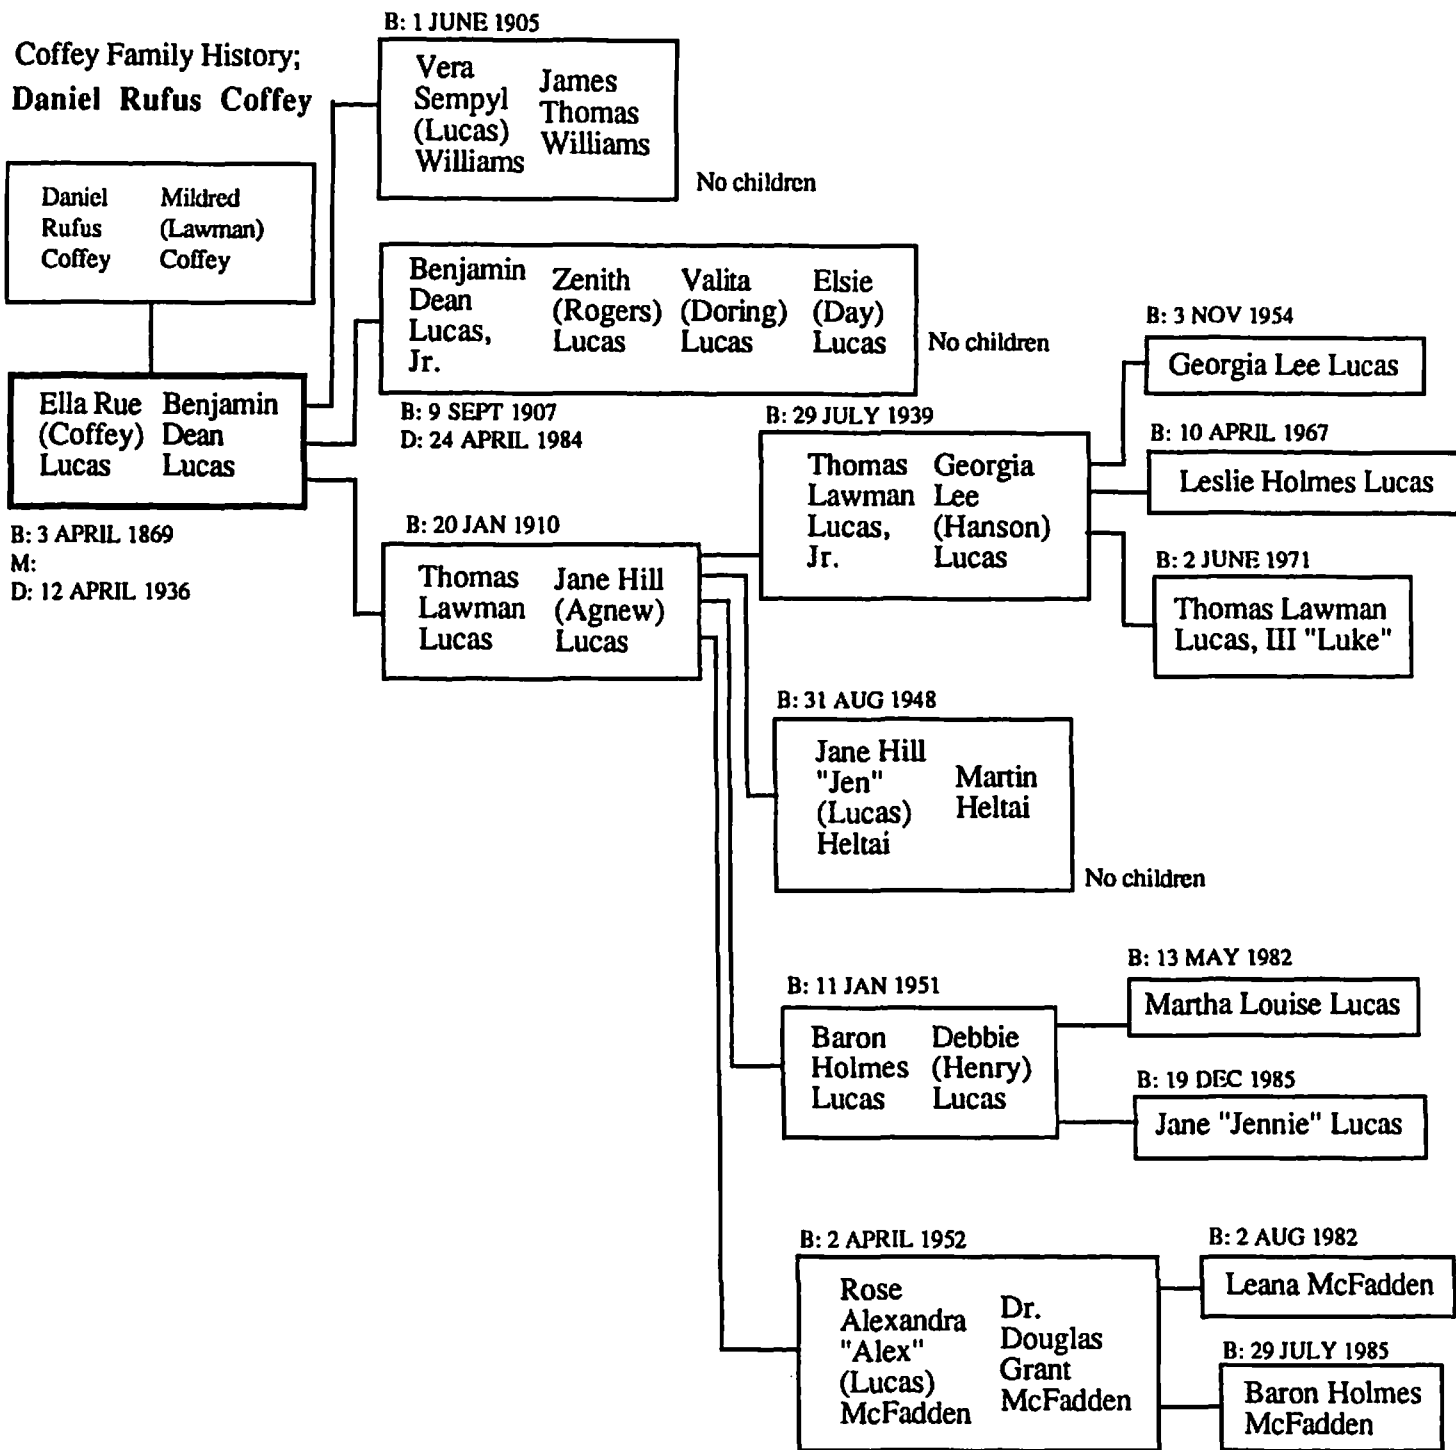 Coffey Family History;
Daniel Rufus Coffey
Daniel
Rufus
Coffey
Mildred
(Lawman)
Coffey
Ella Rue
(Coffey)
Lucas
Benjamin
Dean
Lucas
B: 3 APRIL 1869
M:
D: 12 APRIL 1936
B: 1 JUNE 1905
Vera
Sempyl
(Lucas)
Williams
James
Thomas
Williams
No children
Benjamin
Dean
Lucas,
Jr.
Zenith
(Rogers)
Lucas
Valita
(Doring)
Lucas
Elsie
(Day)
Lucas
No children
B: 9 SEPT 1907
D: 24 APRIL 1984
B: 20 JAN 1910
Thomas
Lawman
Lucas
Jane Hill
(Agnew)
Lucas
B: 29 JULY 1939
Thomas
Lawman
Lucas,
Jr.
Georgia
Lee
(Hanson)
Lucas
B: 3 NOV 1954
Georgia Lee Lucas
B: 10 APRIL 1967
Leslie Holmes Lucas
B: 2 JUNE 1971
Thomas Lawman
Lucas, III "Luke"
B: 31 AUG 1948
Jane Hill
"Jen"
(Lucas)
Heltai
Martin
Heltai
No children
B: 11 JAN 1951
Baron
Holmes
Lucas
Debbie
(Henry)
Lucas
B: 13 MAY 1982
Martha Louise Lucas
B: 19 DEC 1985
Jane "Jennie" Lucas
B: 2 APRIL 1952
Rose
Alexandra
"Alex"
(Lucas)
McFadden
Dr.
Douglas
Grant
McFadden
B: 2 AUG 1982
Leana McFadden
B: 29 JULY 1985
Baron Holmes
McFadden